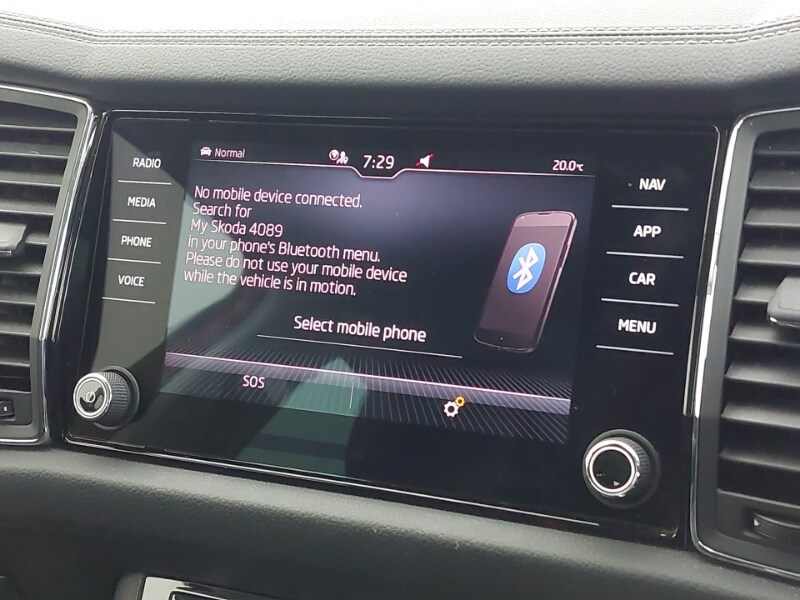 Normal
7:29
20.0°C
No mobile device connected.
Search for
My Skoda 4089
in your phone's Bluetooth menu.
Please do not use your mobile device
while the vehicle is in motion.
Select mobile phone
SOS
RADIO
MEDIA
PHONE
VOICE
NAV
APP
CAR
MENU